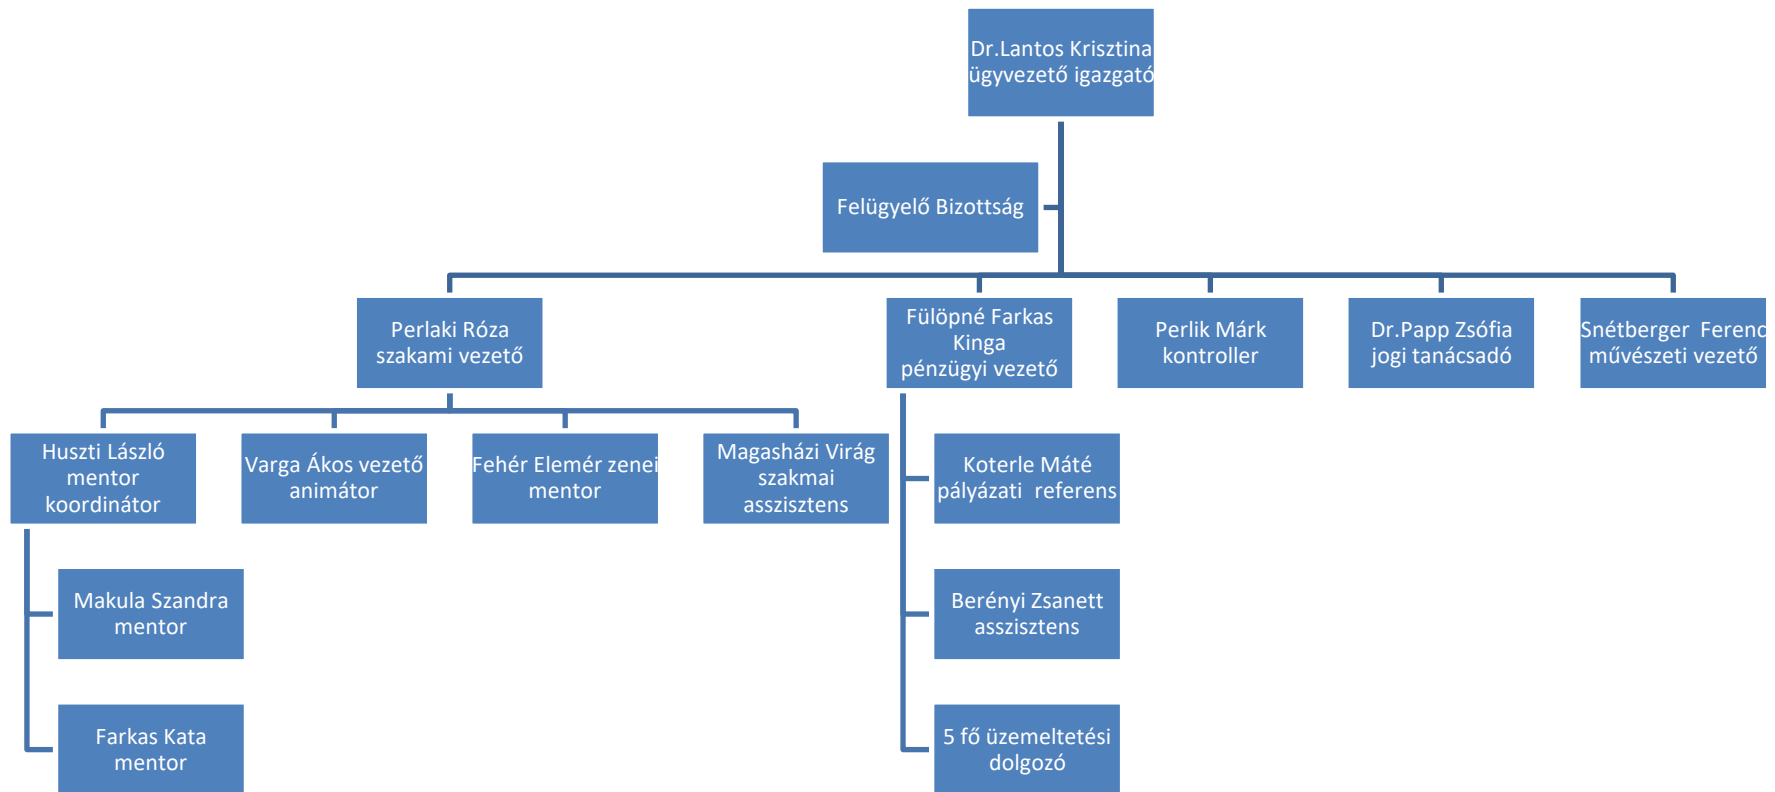 Dr.Lantos Krisztina
ügyvezető igazgató
Felügyelő Bizottság
Perlaki Róza
szakami vezető
Fülöpné Farkas
Kinga
pénzügyi vezető
Perlik Márk
kontroller
Dr.Papp Zsófia
jogi tanácsadó
Snétberger Ferenc
művészeti vezető
Huszti László
mentor
koordinátor
Varga Ákos vezető
animátor
Fehér Elemér zenei
mentor
Magasházi Virág
szakmai
asszisztens
Koterle Máté
pályázati referens
Makula Szandra
mentor
Berényi Zsanett
asszisztens
Farkas Kata
mentor
5 fő üzemeltetési
dolgozó